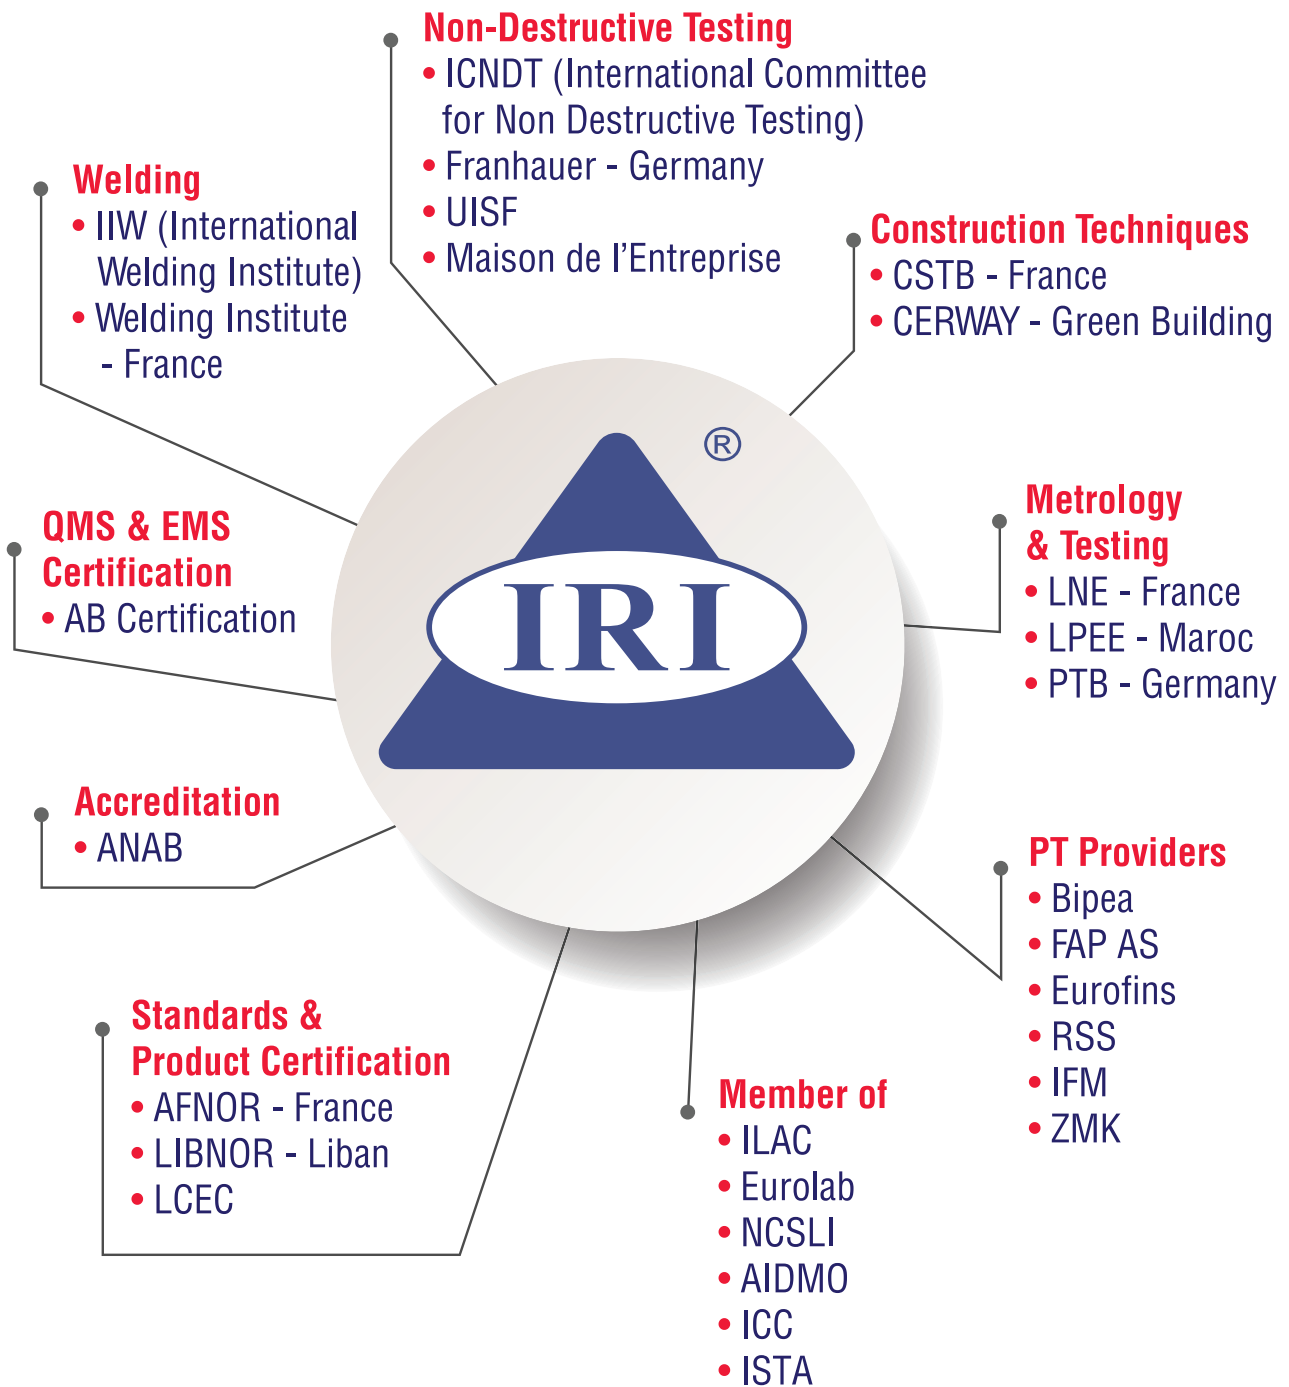 Non-Destructive Testing
• ICNDT (International Committee
for Non Destructive Testing)
• Franhauer - Germany
• UISF
• Maison de l'Entreprise
Welding
• IIW (International
Welding Institute)
• Welding Institute
- France
Construction Techniques
• CSTB - France
• CERWAY - Green Building
QMS & EMS
Certification
• AB Certification
®
IRI
Metrology
& Testing
• LNE - France
• LPEE - Maroc
• PTB - Germany
Accreditation
• ANAB
PT Providers
• Bipea
• FAP AS
• Eurofins
• RSS
• IFM
• ZMK
Standards &
Product Certification
• AFNOR - France
• LIBNOR - Liban
• LCEC
Member of
• ILAC
• Eurolab
• NCSLI
• AIDMO
• ICC
• ISTA